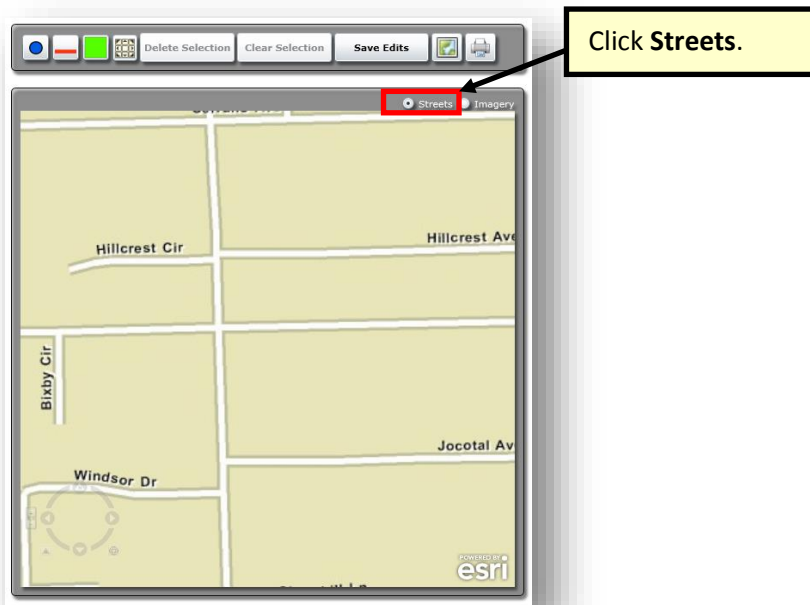 Delete Selection
Clear Selection
Save Edits
Click Streets.
Streets
Imagery
Hillcrest Cir
Hillcrest Ave
Bixby Cir
Jocotal Av
Windsor Dr
POWERED BY
esri